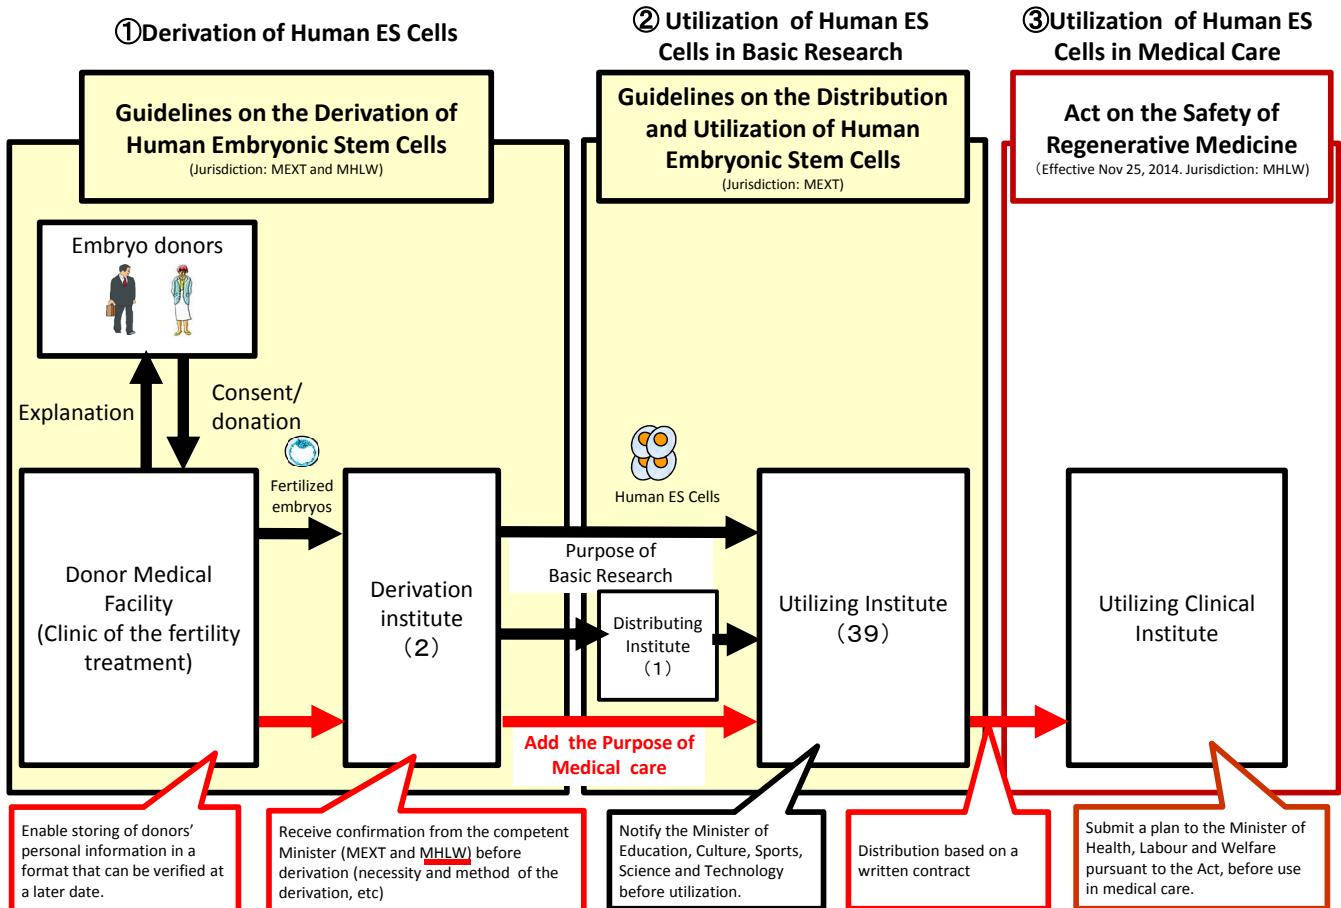 ①Derivation of Human ES Cells
② Utilization of Human ES
Cells in Basic Research
③Utilization of Human ES
Cells in Medical Care
Guidelines on the Derivation of
Human Embryonic Stem Cells
(Jurisdiction: MEXT and MHLW)
Guidelines on the Distribution
and Utilization of Human
Embryonic Stem Cells
(Jurisdiction: MEXT)
Act on the Safety of
Regenerative Medicine
(Effective Nov 25, 2014. Jurisdiction: MHLW)
Embryo donors
Explanation
Consent/
donation
Fertilized
embryos
Human ES Cells
Donor Medical
Facility
(Clinic of the fertility
treatment)
Derivation
institute
(2)
Purpose of
Basic Research
Distributing
Institute
(1)
Utilizing Institute
(39)
Utilizing Clinical
Institute
Add the Purpose of
Medical care
Enable storing of donors’
personal information in a
format that can be verified at
a later date.
Receive confirmation from the competent
Minister (MEXT and MHLW) before
derivation (necessity and method of the
derivation, etc)
Notify the Minister of
Education, Culture, Sports,
Science and Technology
before utilization.
Distribution based on a
written contract
Submit a plan to the Minister of
Health, Labour and Welfare
pursuant to the Act, before use
in medical care.